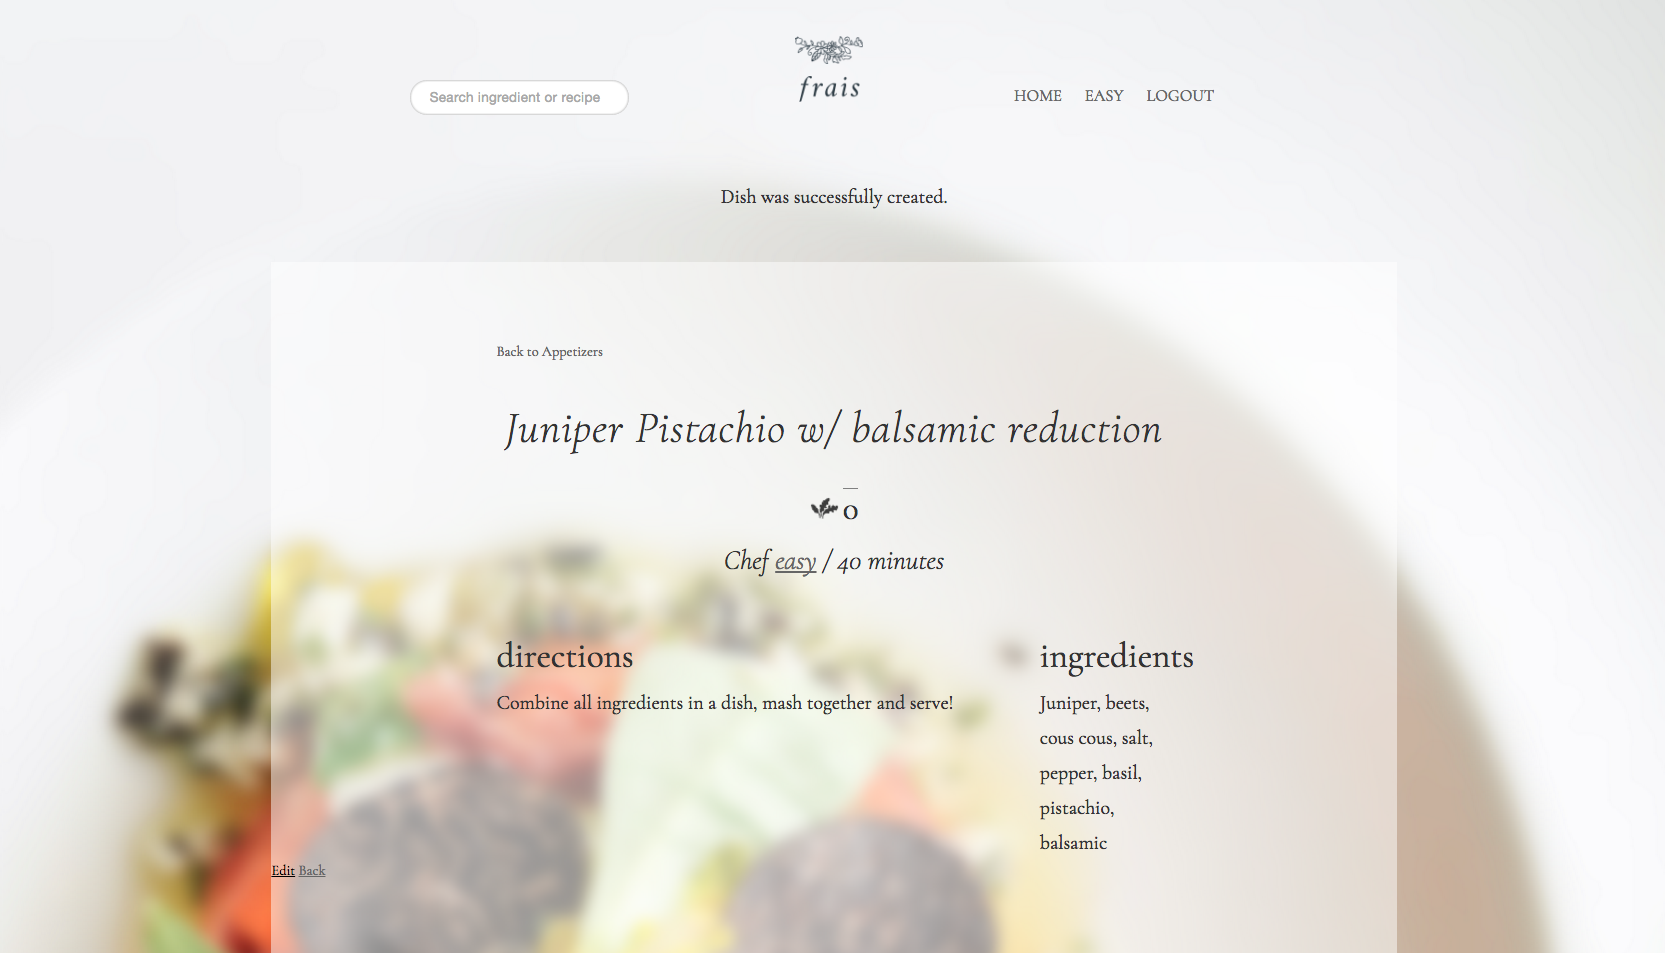 frais
Search ingredient or recipe
HOME EASY LOGOUT
Dish was successfully created.
Back to Appetizers
Juniper Pistachio w/ balsamic reduction
0
Chef easy / 40 minutes
directions
Combine all ingredients in a dish, mash together and serve!
ingredients
Juniper, beets,
cous cous, salt,
pepper, basil,
pistachio,
balsamic
Edit Back